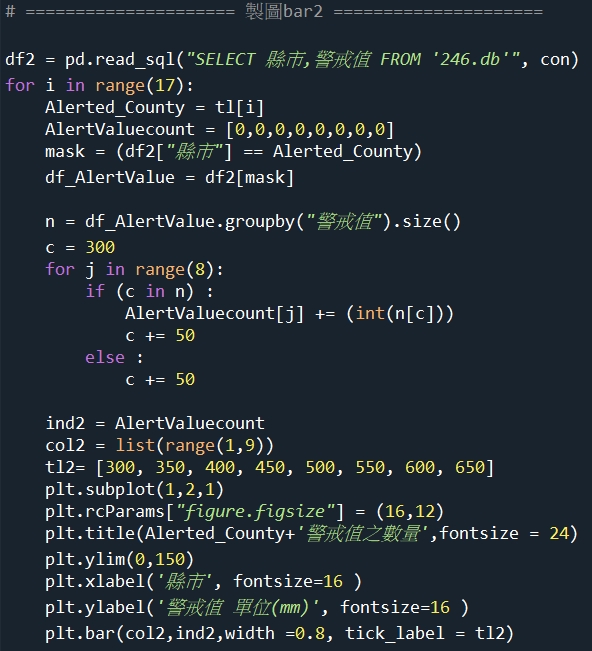 # ===================== 製圖bar2 =====================
df2 = pd.read_sql("SELECT 縣市,警戒值 FROM '246.db'", con)
for i in range(17):
    Alerted_County = tl[i]
    AlertValuecount = [0,0,0,0,0,0,0,0]
    mask = (df2["縣市"] == Alerted_County)
    df_AlertValue = df2[mask]
    n = df_AlertValue.groupby("警戒值").size()
    c = 300
    for j in range(8):
        if (c in n) :
            AlertValuecount[j] += (int(n[c]))
            c += 50
        else :
            c += 50
    ind2 = AlertValuecount
    col2 = list(range(1,9))
    tl2= [300, 350, 400, 450, 500, 550, 600, 650]
    plt.subplot(1,2,1)
    plt.rcParams["figure.figsize"] = (16,12)
    plt.title(Alerted_County+'警戒值之數量',fontsize = 24)
    plt.ylim(0,150)
    plt.xlabel('縣市', fontsize=16 )
    plt.ylabel('警戒值 單位(mm)', fontsize=16 )
    plt.bar(col2,ind2,width =0.8, tick_label = tl2)